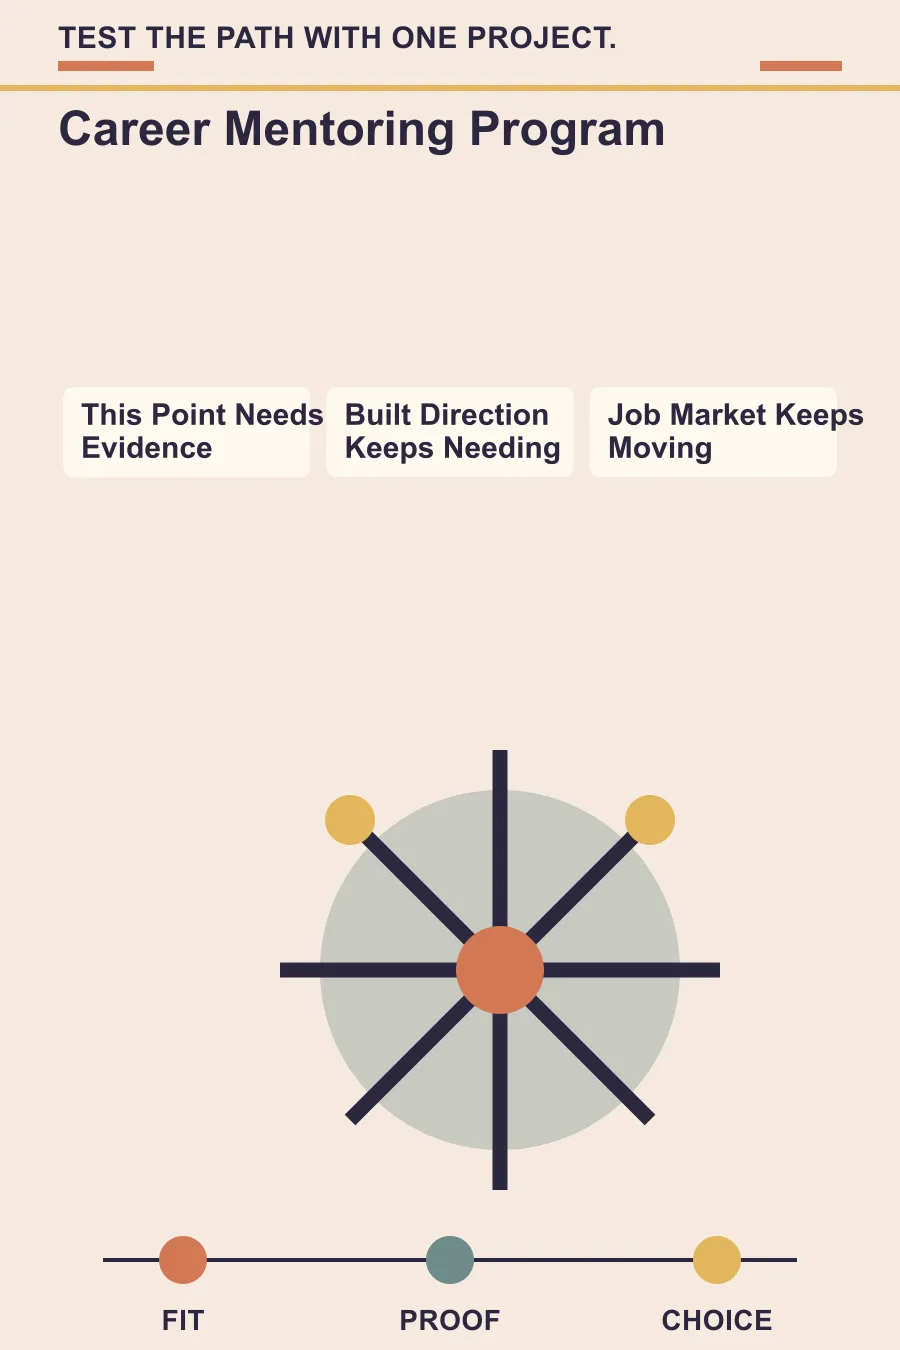 TEST THE PATH WITH ONE PROJECT.
Career Mentoring Program
This Point Needs
Evidence
Built Direction
Keeps Needing
Job Market Keeps
Moving
FIT
PROOF
CHOICE